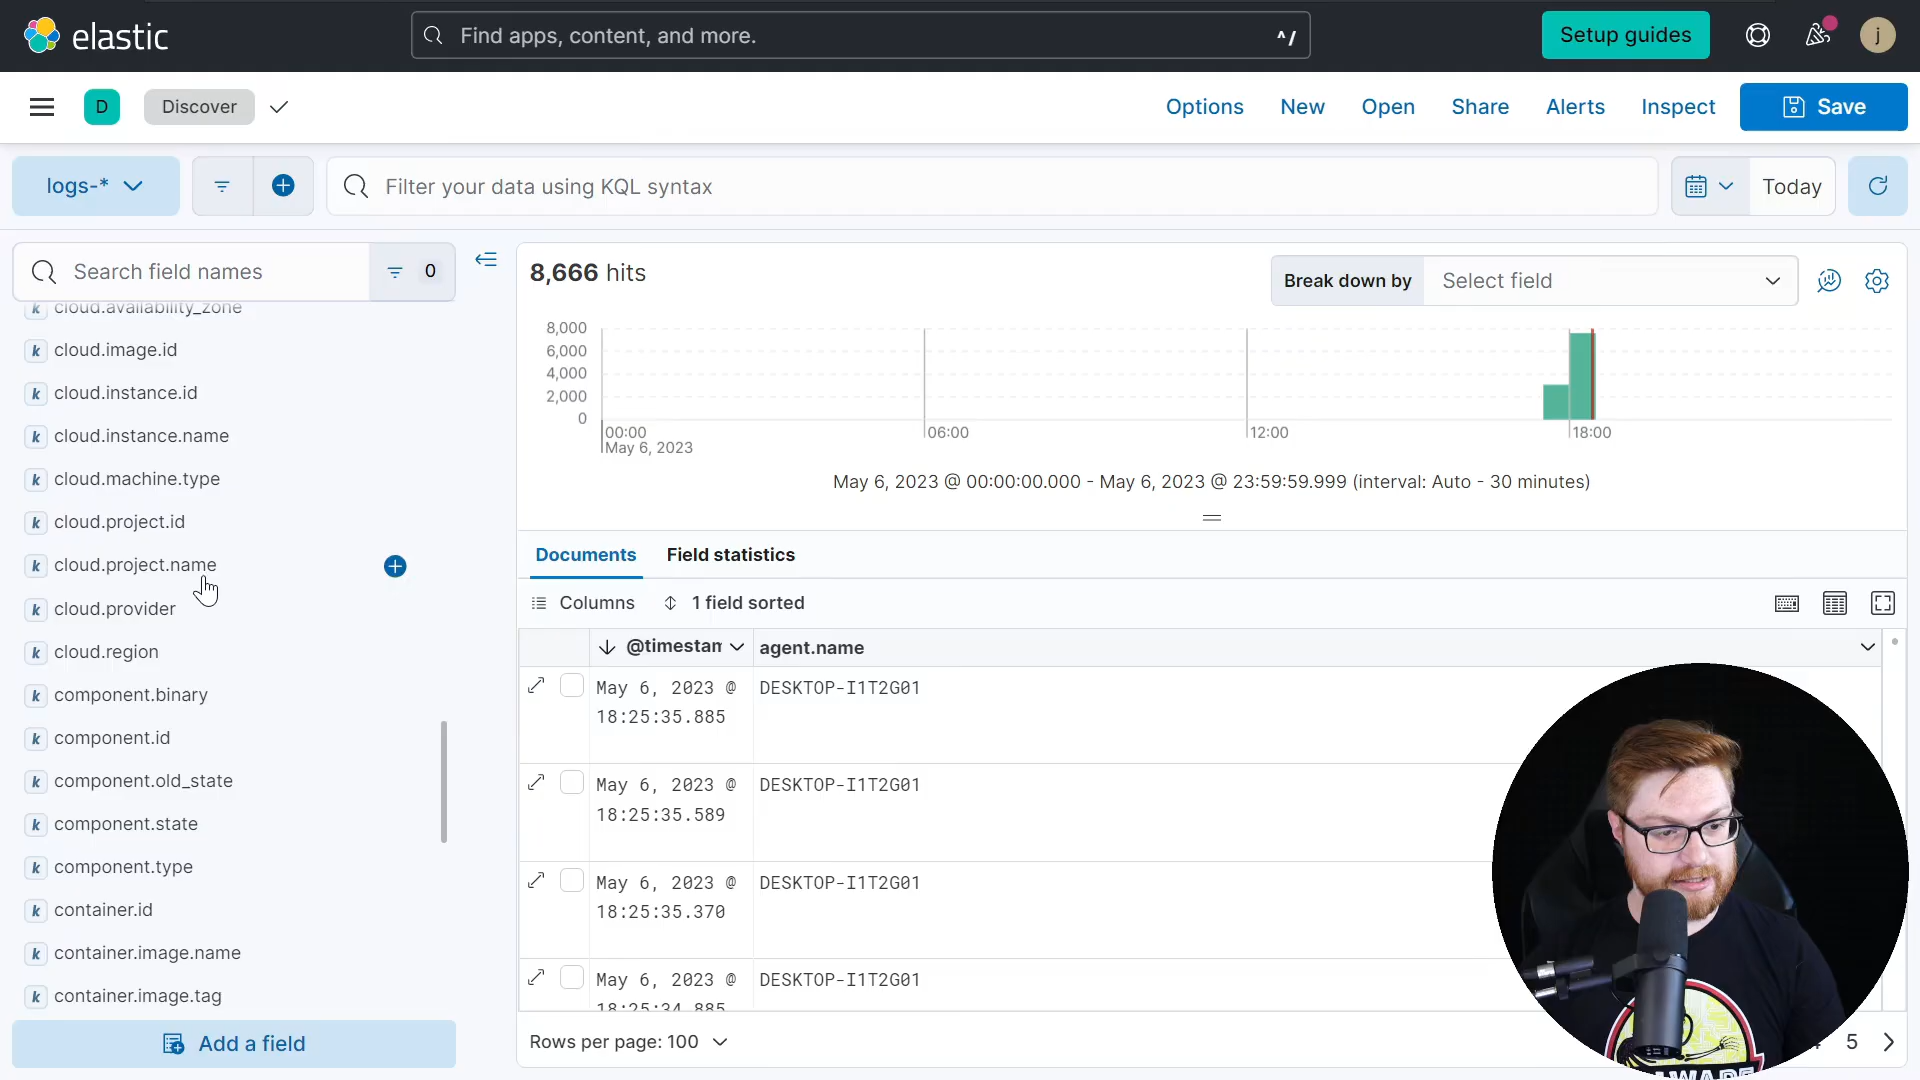 elastic
Find apps, content, and more.
^/
Setup guides
j
D
Discover
Options
New
Open
Share
Alerts
Inspect
Save
logs-*
Filter your data using KQL syntax
Today
Search field names
0
k cloud.availability_zone
k cloud.image.id
k cloud.instance.id
k cloud.instance.name
k cloud.machine.type
k cloud.project.id
k cloud.project.name
k cloud.provider
k cloud.region
k component.binary
k component.id
k component.old_state
k component.state
k component.type
k container.id
k container.image.name
k container.image.tag
Add a field
8,666 hits
Break down by
Select field
8,000
6,000
4,000
2,000
0
00:00
May 6, 2023
06:00
12:00
18:00
May 6, 2023 @ 00:00:00.000 - May 6, 2023 @ 23:59:59.999 (interval: Auto - 30 minutes)
Documents
Field statistics
Columns
1 field sorted
@timestam
agent.name
May 6, 2023 @
18:25:35.885
DESKTOP-I1T2G01
May 6, 2023 @
18:25:35.589
DESKTOP-I1T2G01
May 6, 2023 @
18:25:35.370
DESKTOP-I1T2G01
May 6, 2023 @
18:25:34.885
DESKTOP-I1T2G01
Rows per page: 100
5